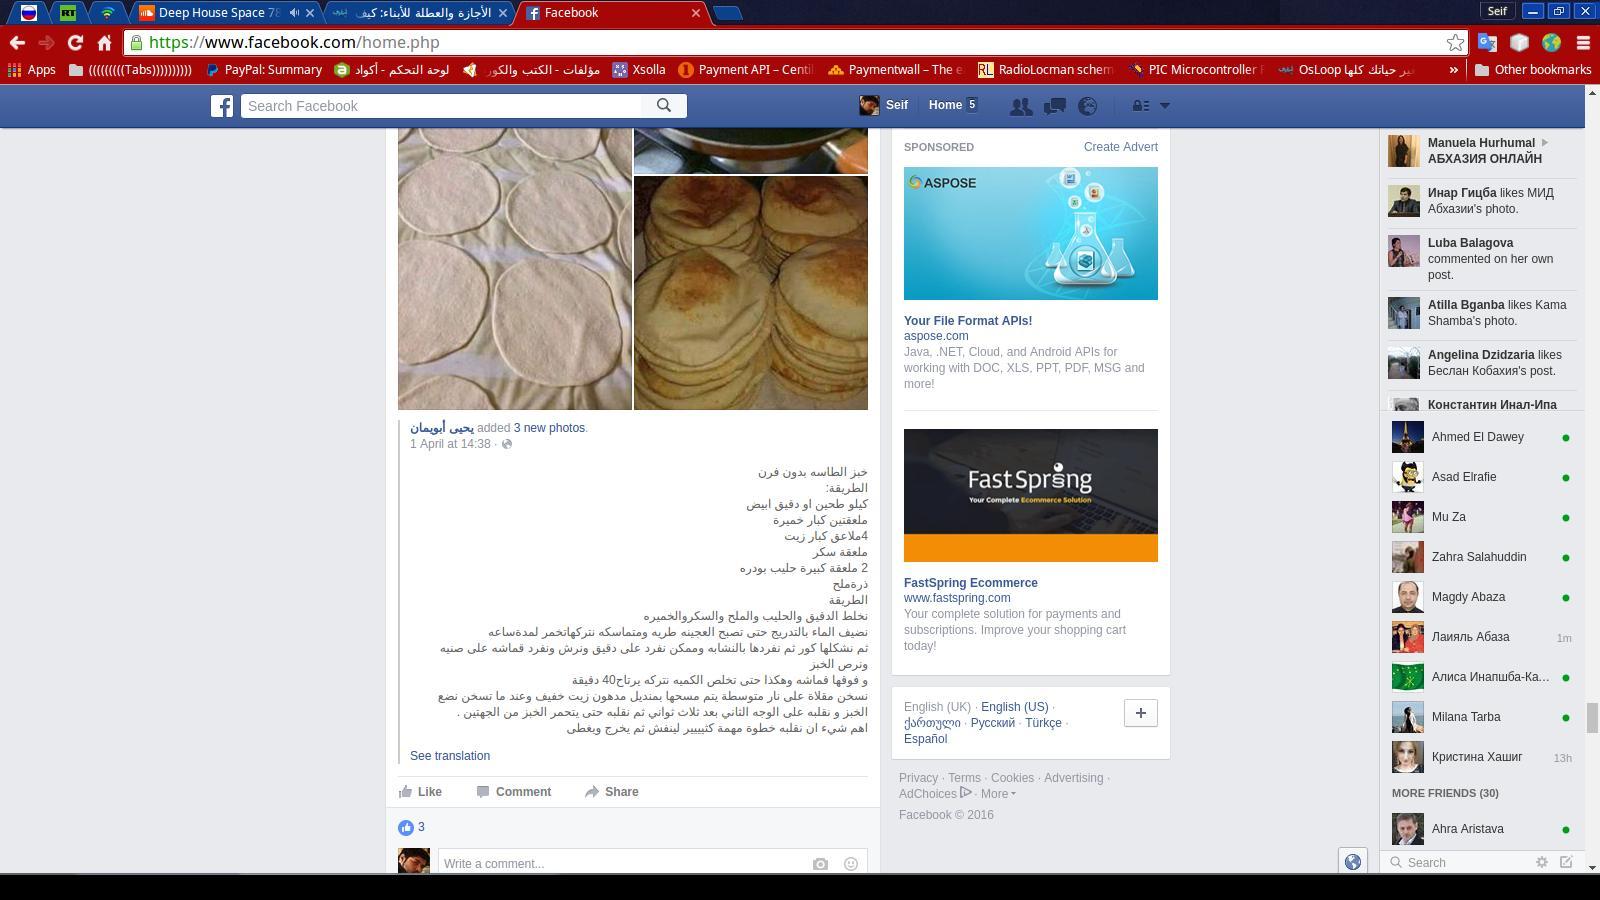 Deep House Space 78
الأجازة والعطلة للأبناء: كيف
Facebook
Seif
https://www.facebook.com/home.php
Apps
(((((((((Tabs))))))))))
PayPal: Summary
لوحة التحكم - أكواد
مؤلفات - الكتب والكور
Xsolla
Payment API – Centi
Paymentwall – The e
RadioLocman schem
PIC Microcontroller
OsLoop غير حياتك كلها
»
Other bookmarks
Search Facebook
Seif
Home 5
SPONSORED
Create Advert
ASPOSE
Your File Format APIs!
aspose.com
Java, .NET, Cloud, and Android APIs for
working with DOC, XLS, PPT, PDF, MSG and
more!
FastSpring
Your Complete Ecommerce Solution
FastSpring Ecommerce
www.fastspring.com
Your complete solution for payments and
subscriptions. Improve your shopping cart
today!
English (UK) · English (US) ·
ქართული · Русский · Türkçe ·
Español
Privacy · Terms · Cookies · Advertising ·
AdChoices · More
Facebook © 2016
يحيى أبويمان added 3 new photos.
1 April at 14:38 ·
خبز الطاسه بدون فرن
الطريقة:
كيلو طحين او دقيق ابيض
ملعقتين كبار خميرة
4ملاعق كبار زيت
ملعقة سكر
2 ملعقة كبيرة حليب بودره
ذرةملح
الطريقة
نخلط الدقيق والحليب والملح والسكروالخميره
نضيف الماء بالتدريج حتى تصبح العجينه طريه ومتماسكه نتركهاتخمر لمدةساعه
ثم نشكلها كور ثم نفردها بالنشابه وممكن نفرد على دقيق ونرش ونفرد قماشه على صنيه
ونرص الخبز
و فوقها قماشه وهكذا حتى تخلص الكميه نتركه يرتاح40 دقيقة
نسخن مقلاة على نار متوسطة يتم مسحها بمنديل مدهون زيت خفيف وعند ما تسخن نضع
الخبز و نقلبه على الوجه الثاني بعد ثلاث ثواني ثم نقلبه حتى يتحمر الخبز من الجهتين .
اهم شيء ان نقلبه خطوة مهمة كثيييير لينفش ثم يخرج ويغطى
See translation
Like
Comment
Share
3
Write a comment...
Manuela Hurhumal
АБХАЗИЯ ОНЛАЙН
Инар Гицба likes МИД
Абхазии's photo.
Luba Balagova
commented on her own
post.
Atilla Bganba likes Kama
Shamba's photo.
Angelina Dzidzaria likes
Беслан Кобахия's post.
Константин Инал-Ипа
Ahmed El Dawey
Asad Elrafie
Mu Za
Zahra Salahuddin
Magdy Abaza
Лаияль Абаза 1m
Алиса Инапшба-Ка...
Milana Tarba
Кристина Хашиг 13h
MORE FRIENDS (30)
Ahra Aristava
Search